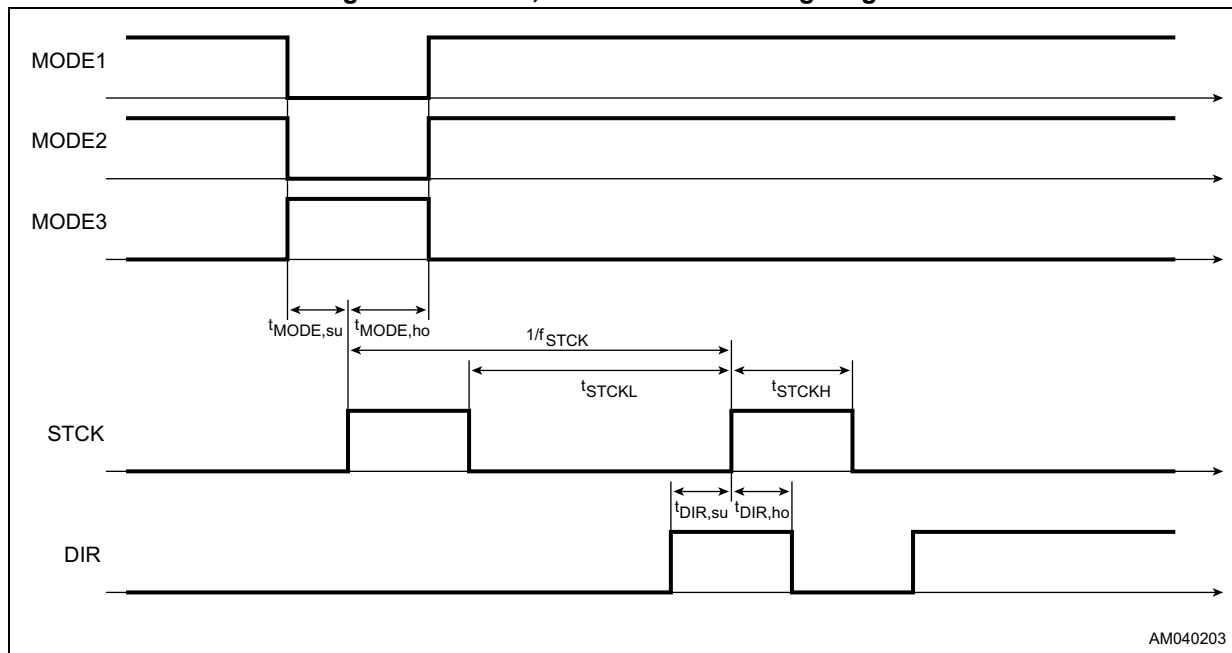 MODE1
MODE2
MODE3
tMODE,su tMODE,ho
1/fSTCK
tSTCKL tSTCKH
STCK
tDIR,su tDIR,ho
DIR
AM040203